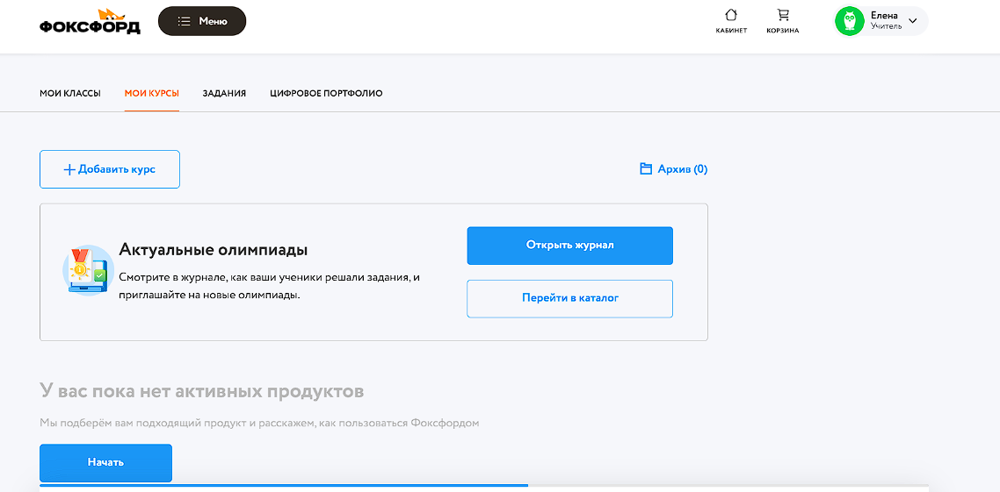 ФОКСФОРД
Меню
КАБИНЕТ
КОРЗИНА
Елена
Учитель
МОИ КЛАССЫ
МОИ КУРСЫ
ЗАДАНИЯ
ЦИФРОВОЕ ПОРТФОЛИО
Добавить курс
Архив (0)
Актуальные олимпиады
Смотрите в журнале, как ваши ученики решали задания, и
приглашайте на новые олимпиады.
Открыть журнал
Перейти в каталог
У вас пока нет активных продуктов
Мы подберём вам подходящий продукт и расскажем, как пользоваться Фоксфордом
Начать